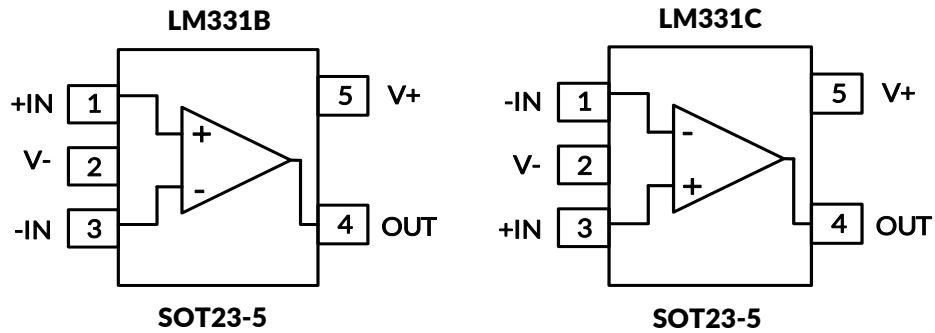 LM331B
+IN 1 + 5 V+
V- 2
-IN 3 - 4 OUT
SOT23-5
LM331C
-IN 1 - 5 V+
V- 2
+IN 3 + 4 OUT
SOT23-5